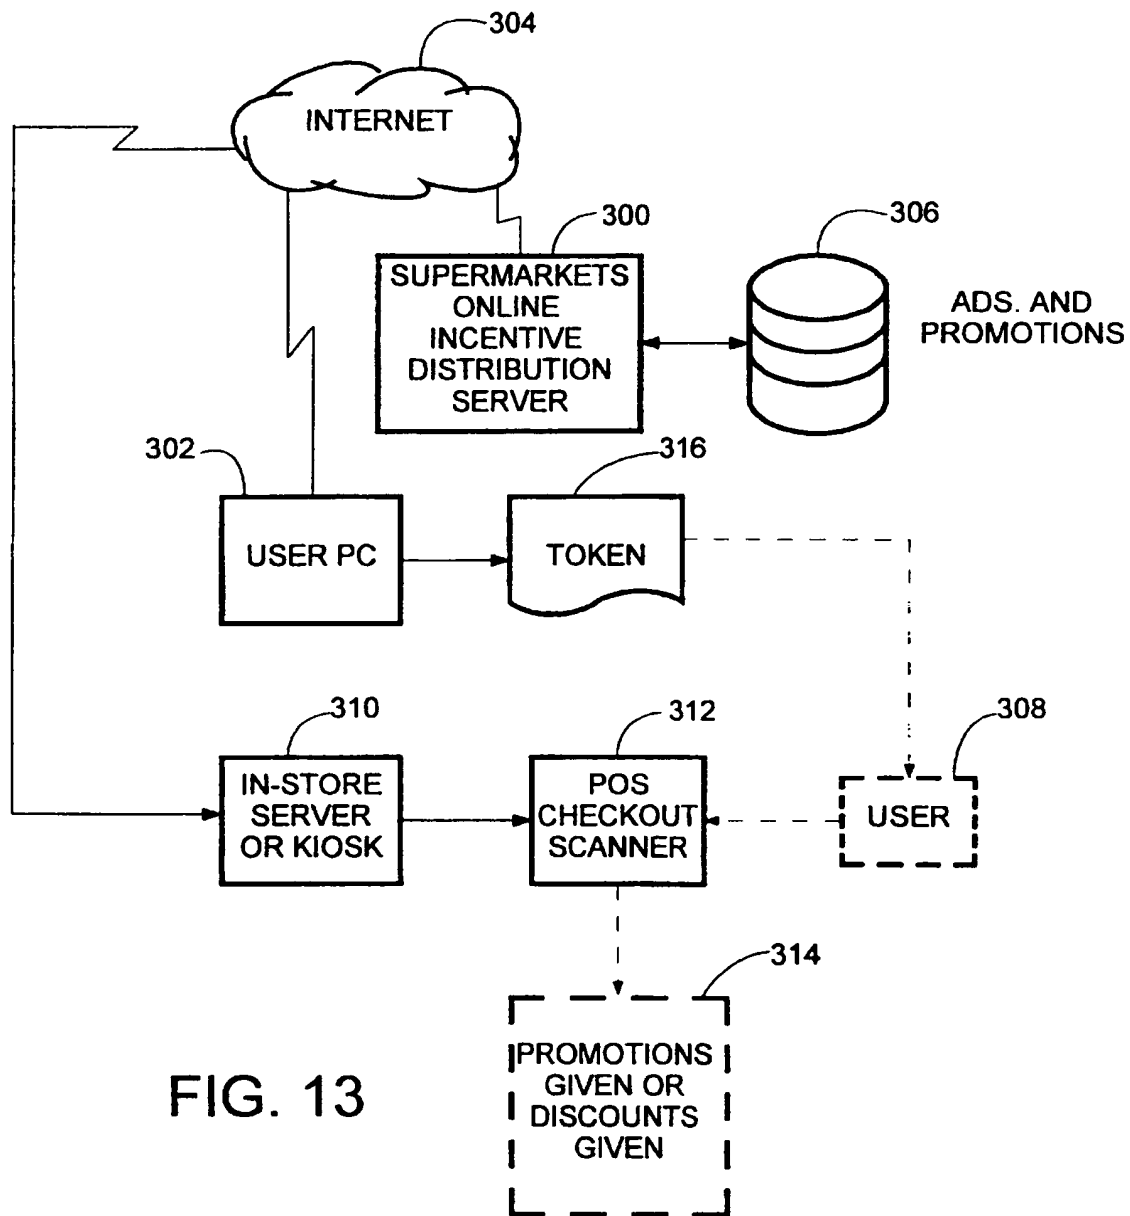 304
INTERNET
300
306
SUPERMARKETS
ONLINE
INCENTIVE
DISTRIBUTION
SERVER
ADS. AND
PROMOTIONS
302
316
USER PC
TOKEN
310
312
308
IN-STORE
SERVER
OR KIOSK
POS
CHECKOUT
SCANNER
USER
314
PROMOTIONS
GIVEN OR
DISCOUNTS
GIVEN
FIG. 13